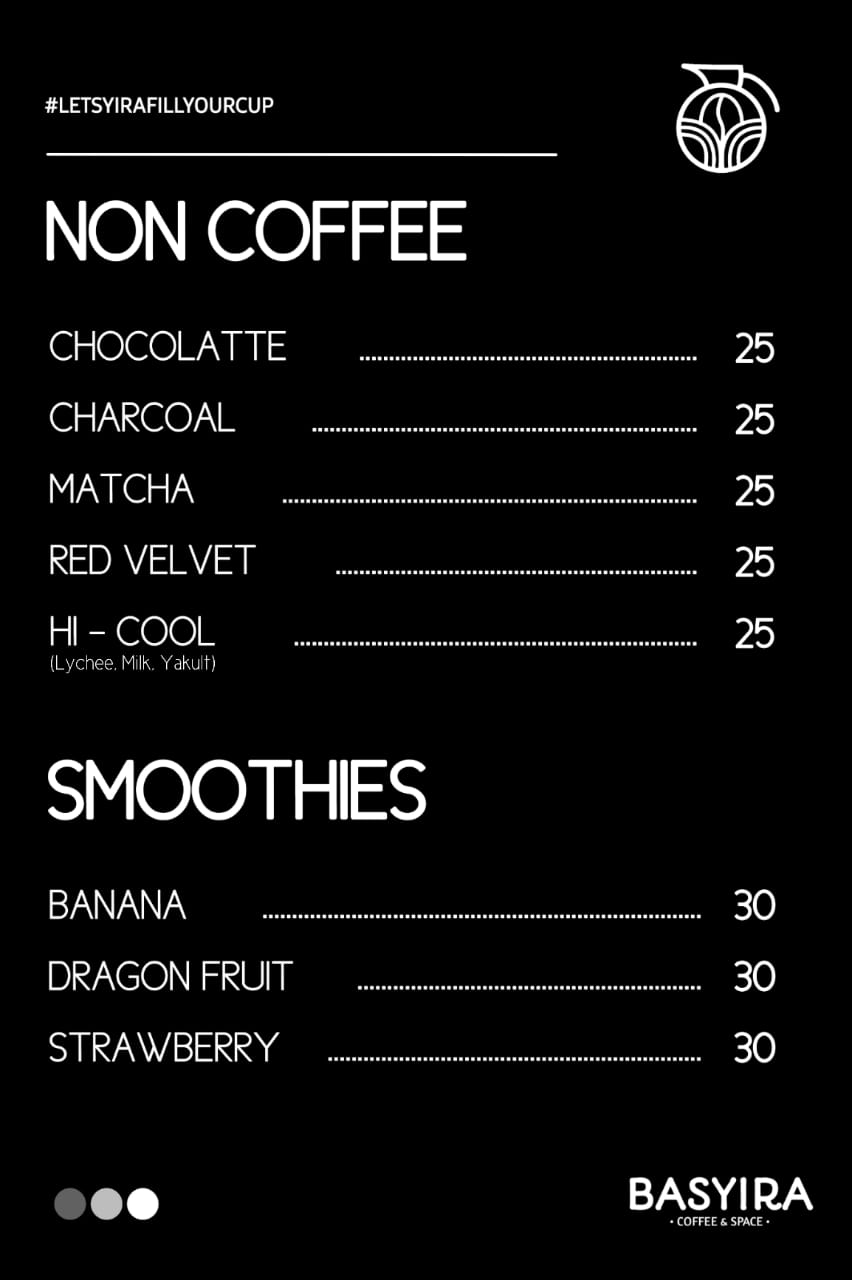 #LETSYIRAFILLYOURCUP
NON COFFEE
CHOCOLATTE ........................................................ 25
CHARCOAL ................................................................ 25
MATCHA ..................................................................... 25
RED VELVET ............................................................ 25
HI – COOL ................................................................... 25
(Lychee, Milk, Yakult)
SMOOTHIES
BANANA ......................................................................... 30
DRAGON FRUIT ......................................................... 30
STRAWBERRY .............................................................. 30
BASYIRA
• COFFEE & SPACE •